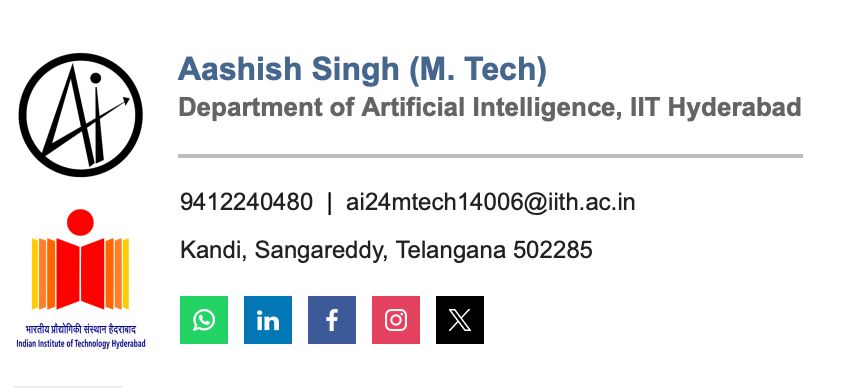 Ai
Aashish Singh (M. Tech)
Department of Artificial Intelligence, IIT Hyderabad
9412240480 | ai24mtech14006@iith.ac.in
Kandi, Sangareddy, Telangana 502285
भारतीय प्रौद्योगिकी संस्थान हैदराबाद
Indian Institute of Technology Hyderabad